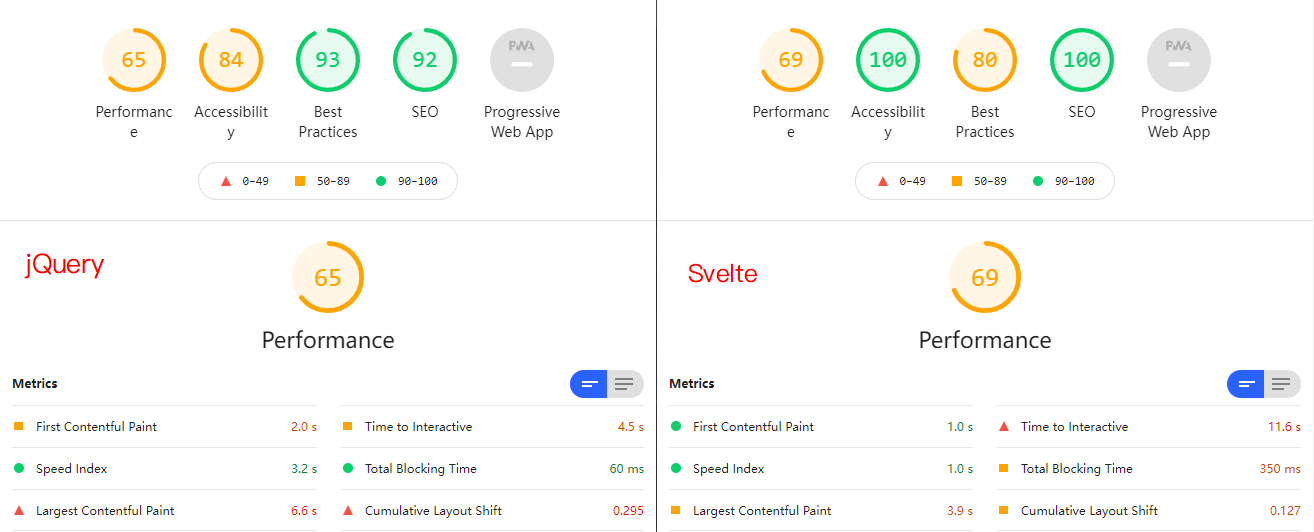 65
84
93
92
PWA
Performanc
e
Accessibilit
y
Best
Practices
SEO
Progressive
Web App
0–49
50–89
90–100
jQuery
65
Performance
Metrics
First Contentful Paint 2.0 s
Time to Interactive 4.5 s
Speed Index 3.2 s
Total Blocking Time 60 ms
Largest Contentful Paint 6.6 s
Cumulative Layout Shift 0.295
69
100
80
100
PWA
Performanc
e
Accessibilit
y
Best
Practices
SEO
Progressive
Web App
0–49
50–89
90–100
Svelte
69
Performance
Metrics
First Contentful Paint 1.0 s
Time to Interactive 11.6 s
Speed Index 1.0 s
Total Blocking Time 350 ms
Largest Contentful Paint 3.9 s
Cumulative Layout Shift 0.127